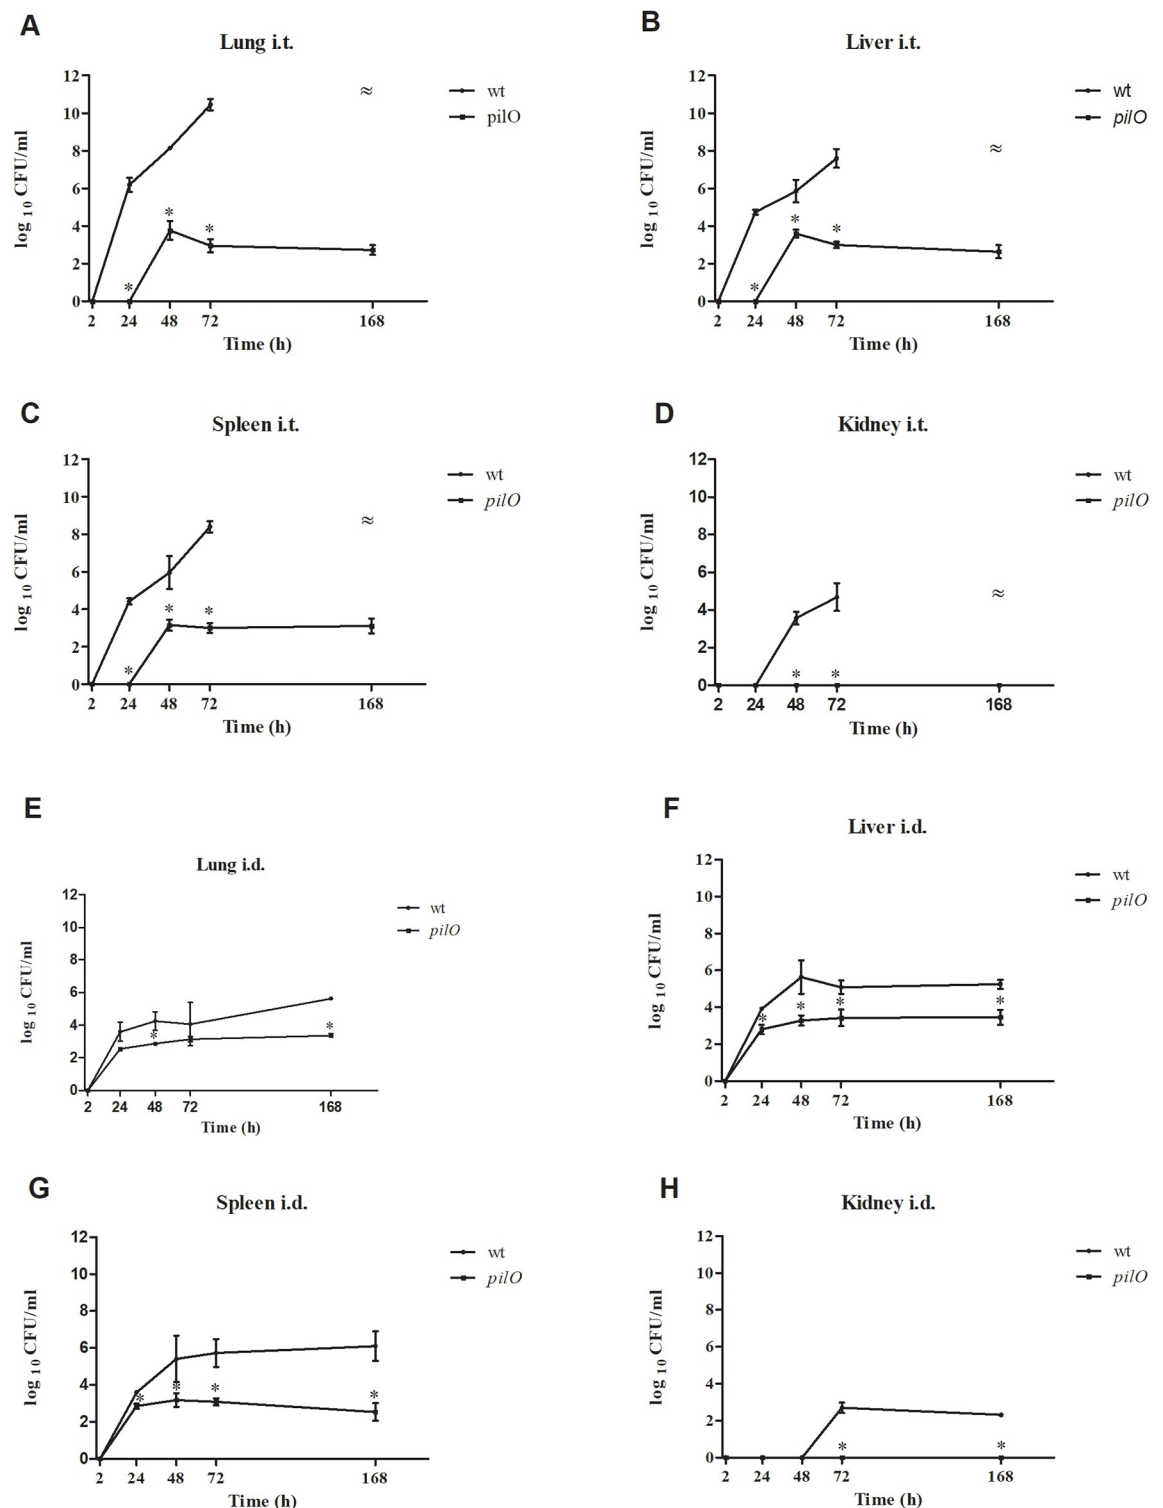 A
Lung i.t.
12
10
8
6
4
2
0
log 10 CFU/ml
* * *
≈
2 24 48 72 168
Time (h)
wt
pilO
B
Liver i.t.
12
10
8
6
4
2
0
log 10 CFU/ml
* * *
≈
2 24 48 72 168
Time (h)
wt
pilO
C
Spleen i.t.
12
10
8
6
4
2
0
log 10 CFU/ml
* * *
≈
2 24 48 72 168
Time (h)
wt
pilO
D
Kidney i.t.
12
10
8
6
4
2
0
log 10 CFU/ml
* *
≈
2 24 48 72 168
Time (h)
wt
pilO
E
Lung i.d.
12
10
8
6
4
2
0
log 10 CFU/ml
* *
2 24 48 72 168
Time (h)
wt
pilO
F
Liver i.d.
12
10
8
6
4
2
0
log 10 CFU/ml
* * * *
2 24 48 72 168
Time (h)
wt
pilO
G
Spleen i.d.
12
10
8
6
4
2
0
log 10 CFU/ml
* * * *
2 24 48 72 168
Time (h)
wt
pilO
H
Kidney i.d.
12
10
8
6
4
2
0
log 10 CFU/ml
* *
2 24 48 72 168
Time (h)
wt
pilO